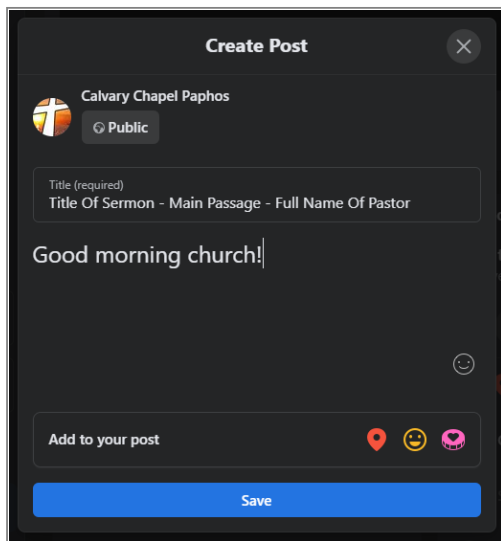 Create Post
Calvary Chapel Paphos
Public
Title (required)
Title Of Sermon - Main Passage - Full Name Of Pastor
Good morning church!
Add to your post
Save